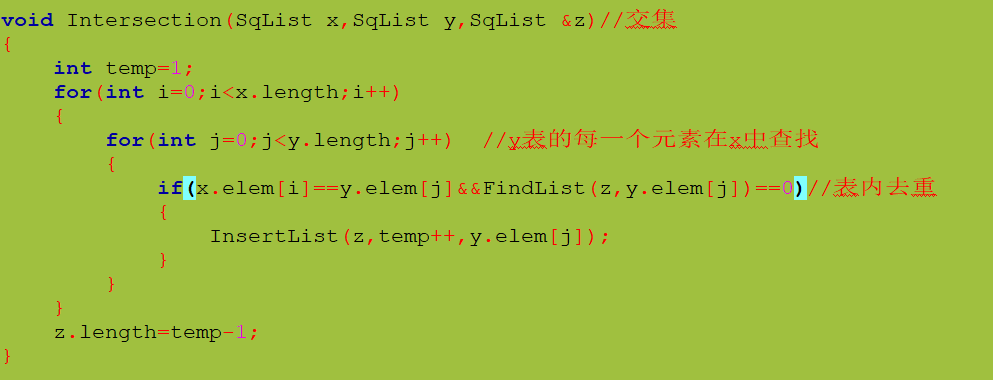 void Intersection(SqList x,SqList y,SqList &z)//交集
{
    int temp=1;
    for(int i=0;i<x.length;i++)
    {
        for(int j=0;j<y.length;j++)  //y表的每一个元素在x中查找
        {
            if(x.elem[i]==y.elem[j]&&FindList(z,y.elem[j])==0)//表内去重
            {
                InsertList(z,temp++,y.elem[j]);
            }
        }
    }
    z.length=temp-1;
}